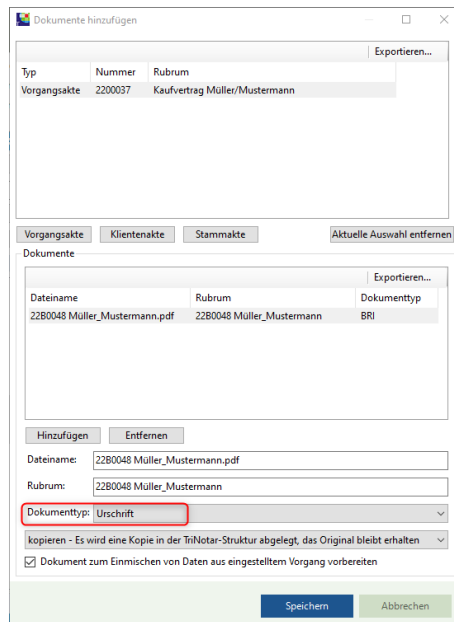 Dokumente hinzufügen
Exportieren...
Typ Nummer Rubrum
Vorgangsakte 2200037 Kaufvertrag Müller/Mustermann
Vorgangsakte Klientenakte Stammakte Aktuelle Auswahl entfernen
Dokumente
Exportieren...
Dateiname Rubrum Dokumenttyp
22B0048 Müller_Mustermann.pdf 22B0048 Müller_Mustermann BRI
Hinzufügen Entfernen
Dateiname: 22B0048 Müller_Mustermann.pdf
Rubrum: 22B0048 Müller_Mustermann
Dokumenttyp: Urschrift
kopieren - Es wird eine Kopie in der TriNotar-Struktur abgelegt, das Original bleibt erhalten
Dokument zum Einmischen von Daten aus eingestelltem Vorgang vorbereiten
Speichern Abbrechen